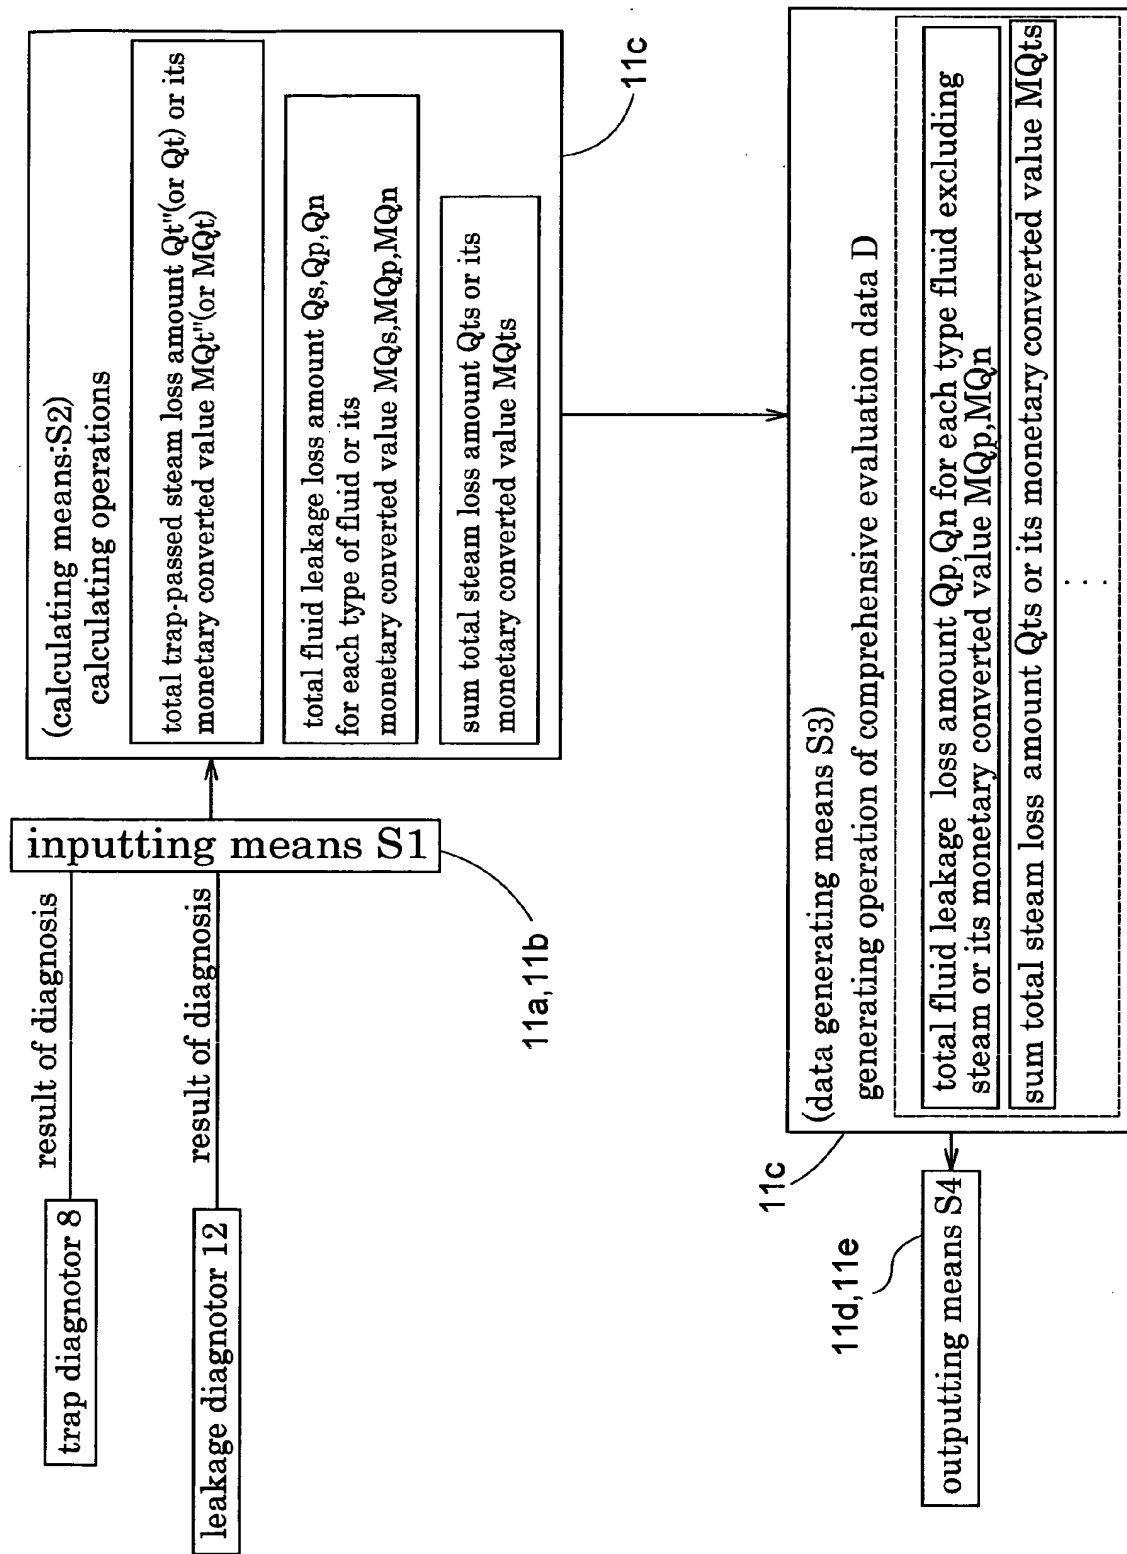 trap diagnotor 8
result of diagnosis
leakage diagnotor 12
result of diagnosis
inputting means S1
11a,11b
(calculating means:S2)
calculating operations
total trap-passed steam loss amount Qt"(or Qt) or its
monetary converted value MQt"(or MQt)
total fluid leakage loss amount Qs,Qp,Qn
for each type of fluid or its
monetary converted value MQs,MQp,MQn
sum total steam loss amount Qts or its
monetary converted value MQts
11c
(data generating means S3)
generating operation of comprehensive evaluation data D
total fluid leakage loss amount Qp,Qn for each type fluid excluding
steam or its monetary converted value MQp,MQn
sum total steam loss amount Qts or its monetary converted value MQts
...
11c
outputting means S4
11d,11e